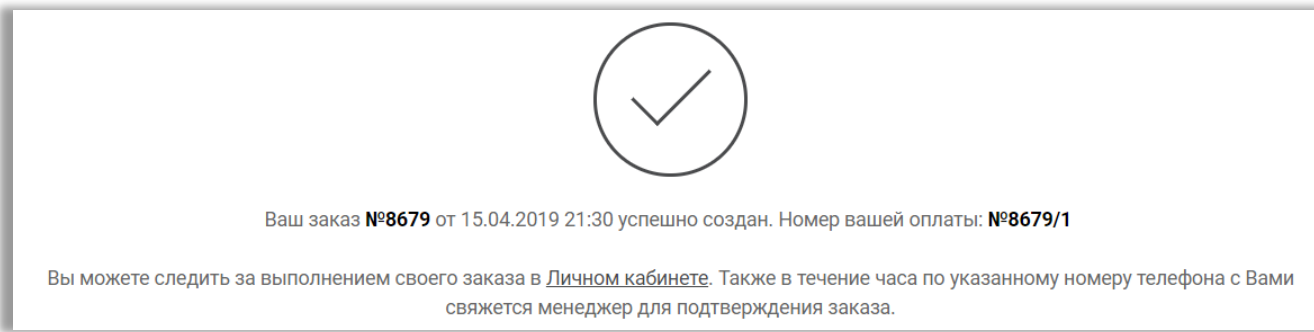 Ваш заказ №8679 от 15.04.2019 21:30 успешно создан. Номер вашей оплаты: №8679/1
Вы можете следить за выполнением своего заказа в Личном кабинете. Также в течение часа по указанному номеру телефона с Вами
свяжется менеджер для подтверждения заказа.